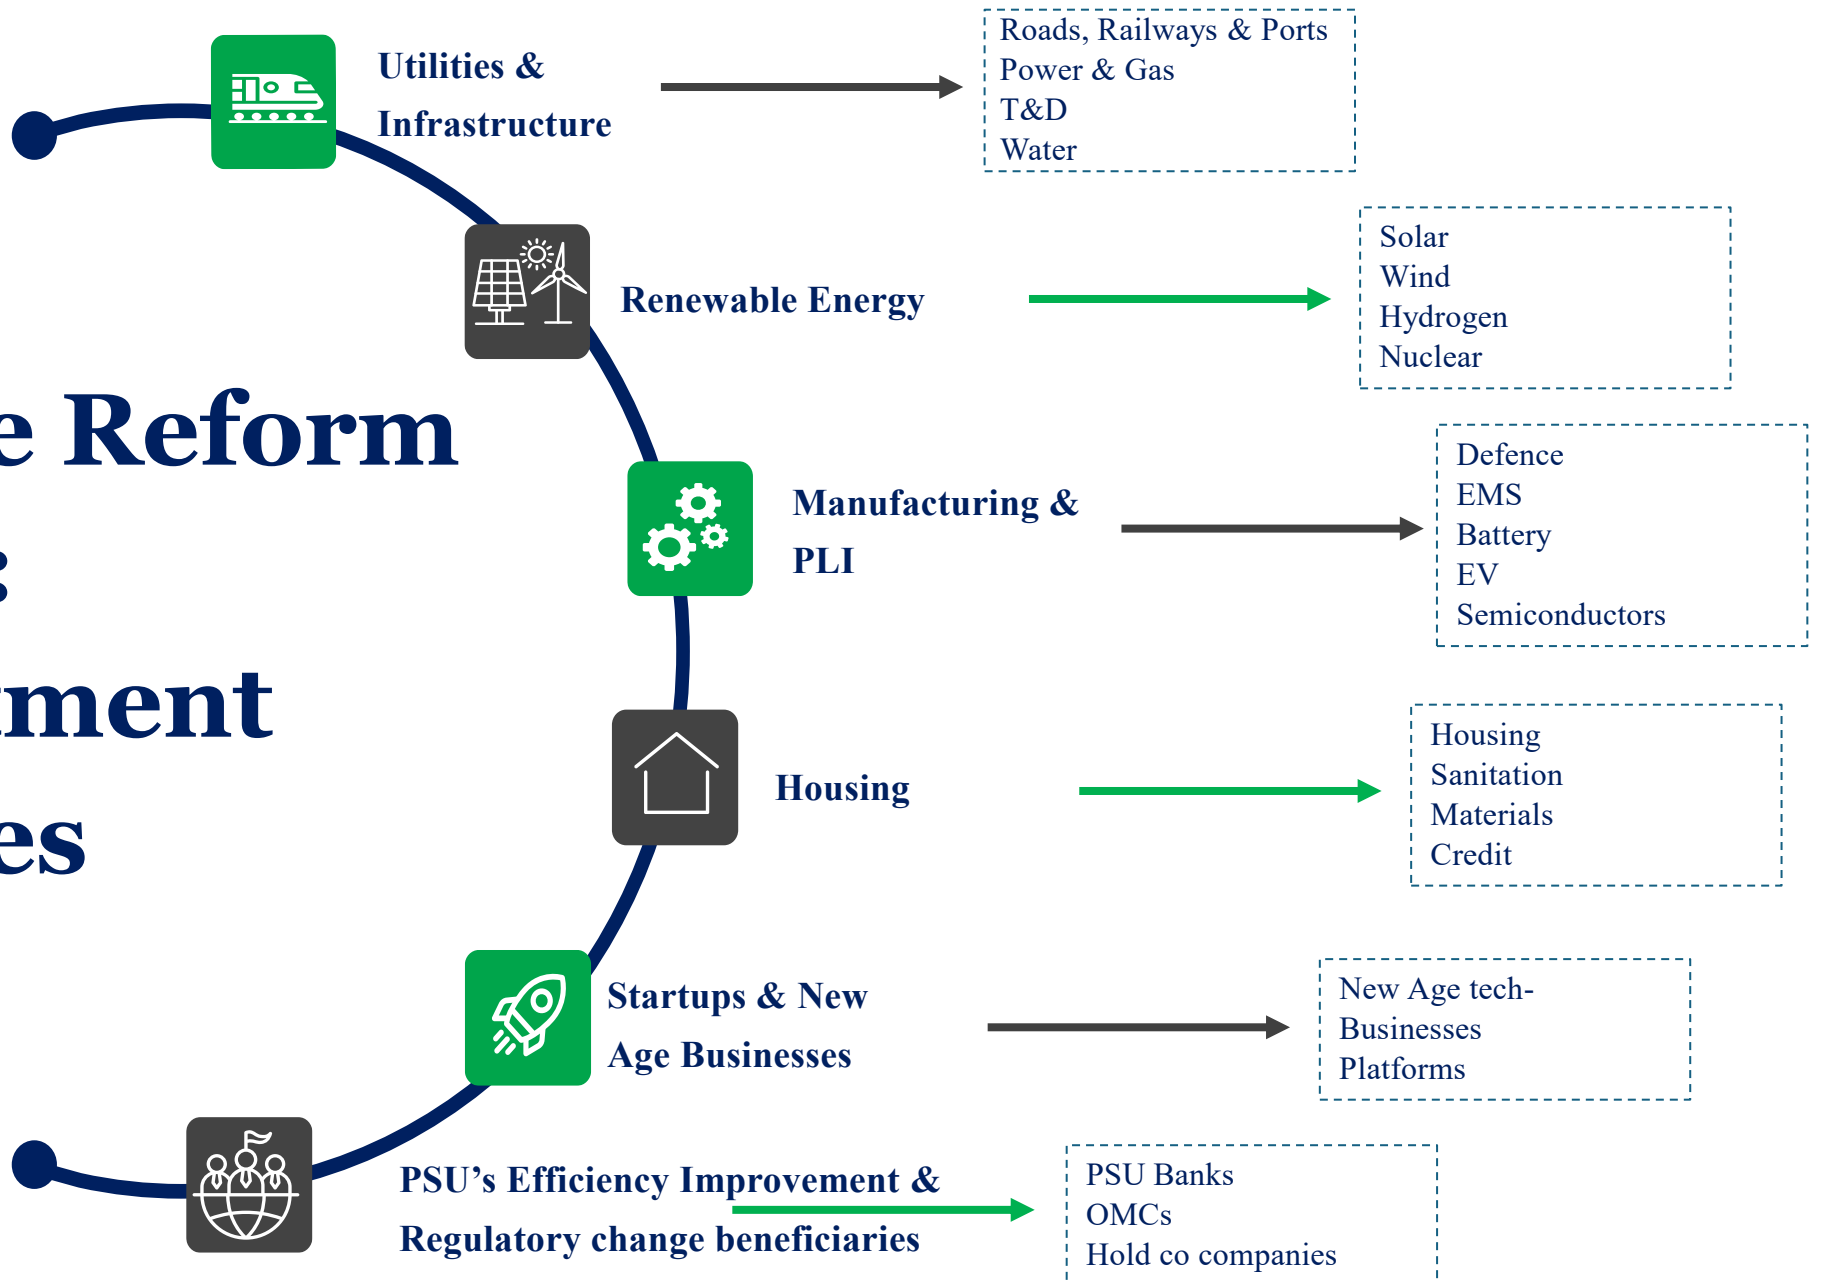 e Reform
:
tment
es
Utilities &
Infrastructure
Roads, Railways & Ports
Power & Gas
T&D
Water
Renewable Energy
Solar
Wind
Hydrogen
Nuclear
Manufacturing &
PLI
Defence
EMS
Battery
EV
Semiconductors
Housing
Housing
Sanitation
Materials
Credit
Startups & New
Age Businesses
New Age tech-
Businesses
Platforms
PSU’s Efficiency Improvement &
Regulatory change beneficiaries
PSU Banks
OMCs
Hold co companies